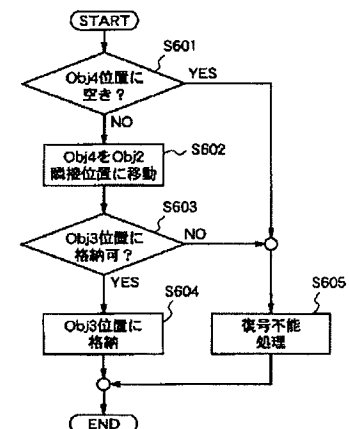 START
S601
Obj4位置に
空き?
YES
NO
S602
Obj4をObj2
隣接位置に移動
S603
Obj3位置に
格納可?
NO
YES
S604
S605
Obj3位置に
格納
復号不能
処理
END